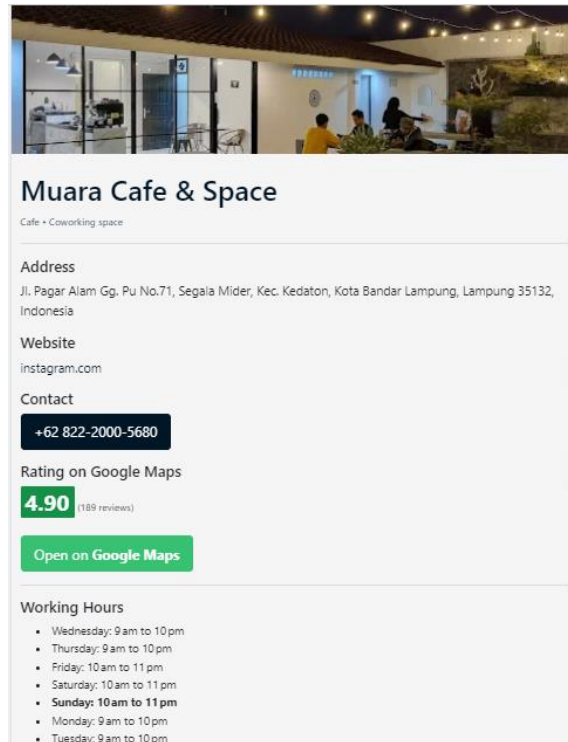 Muara Cafe & Space
Cafe • Coworking space
Address
Jl. Pagar Alam Gg. Pu No.71, Segala Mider, Kec. Kedaton, Kota Bandar Lampung, Lampung 35132,
Indonesia
Website
instagram.com
Contact
+62 822-2000-5680
Rating on Google Maps
4.90 (189 reviews)
Open on Google Maps
Working Hours
• Wednesday: 9 am to 10 pm
• Thursday: 9 am to 10 pm
• Friday: 10 am to 11 pm
• Saturday: 10 am to 11 pm
• Sunday: 10 am to 11 pm
• Monday: 9 am to 10 pm
• Tuesday: 9 am to 10 pm